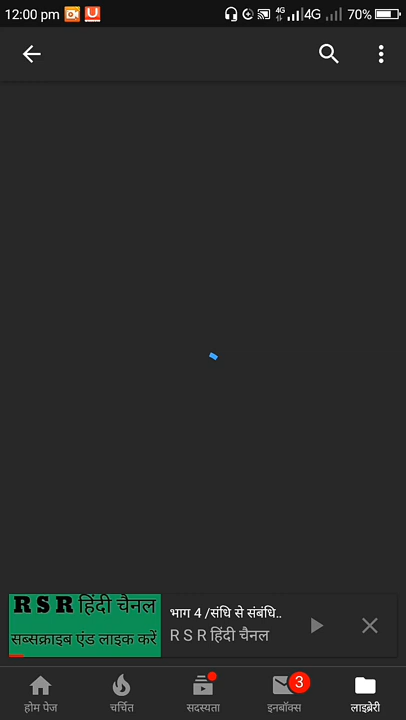 12:00 pm U 4G 4G 70%
R S R हिंदी चैनल
सब्सक्राइब एंड लाइक करें
भाग 4 /संधि से संबंधि..
R S R हिंदी चैनल
3
होम पेज चर्चित सदस्यता इनबॉक्स लाइब्रेरी